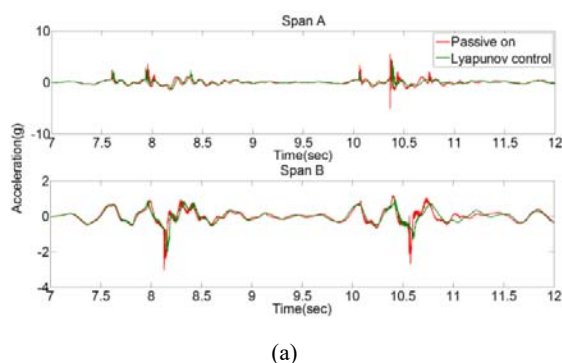 Span A
Passive on
Lyapunov control
10
0
-10
7 7.5 8 8.5 9 9.5 10 10.5 11 11.5 12
Time(sec)
Acceleration(g)
Span B
2
0
-2
-4
7 7.5 8 8.5 9 9.5 10 10.5 11 11.5 12
Time(sec)
(a)